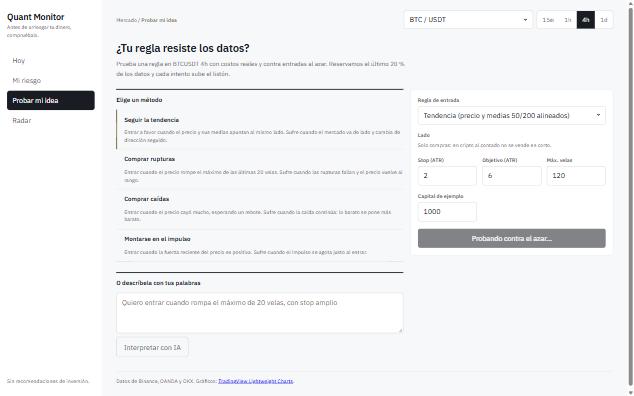 Quant Monitor
Antes de arriesgar tu dinero,
compruébalo.
Hoy
Mi riesgo
Probar mi idea
Radar
Sin recomendaciones de inversión.
Mercado / Probar mi idea
BTC / USDT
15m 1h 4h 1d
¿Tu regla resiste los datos?
Prueba una regla en BTCUSDT 4h con costes reales y contra entradas al azar. Reservamos el último 20 %
de los datos y cada intento sube el listón.
Elige un método
Seguir la tendencia
Entrar a favor cuando el precio y sus medias apuntan al mismo lado. Sufre cuando el mercado va de lado y cambia de
dirección seguido.
Comprar rupturas
Entrar cuando el precio rompe el máximo de las últimas 20 velas. Sufre cuando las rupturas fallan y el precio vuelve al
rango.
Comprar caídas
Entrar cuando el precio cayó mucho, esperando un rebote. Sufre cuando la caída continúa: lo barato se pone más
barato.
Montarse en el impulso
Entrar cuando la fuerza reciente del precio es positiva. Sufre cuando el impulso se agota justo al entrar.
O descríbela con tus palabras
Quiero entrar cuando rompa el máximo de 20 velas, con stop amplio
Interpretar con IA
Regla de entrada
Tendencia (precio y medias 50/200 alineados)
Lado
Solo compras: en cripto al contado no se vende en corto.
Stop (ATR) Objetivo (ATR) Máx. velas
2 6 120
Capital de ejemplo
1000
Probando contra el azar...
Datos de Binance, OANDA y OKX. Gráficos: TradingView Lightweight Charts.